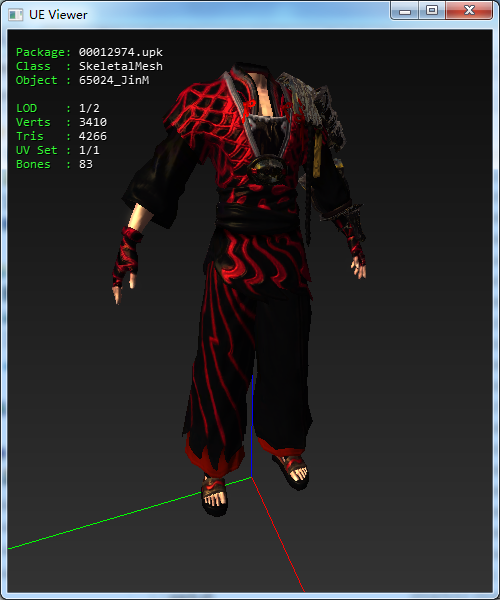 UE Viewer
Package: 00012974.upk
Class : SkeletalMesh
Object : 65024_JinM
LOD : 1/2
Verts : 3410
Tris : 4266
UV Set : 1/1
Bones : 83